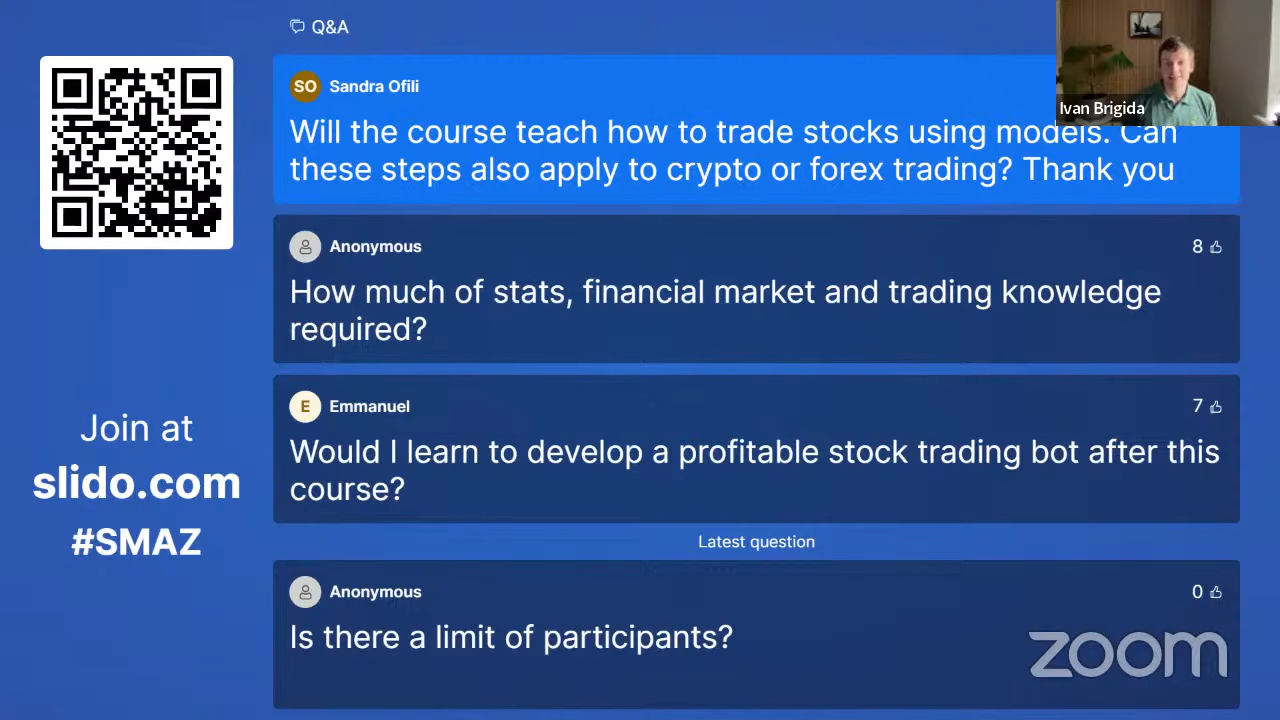 Q&A
SO Sandra Ofili
Ivan Brigida
Will the course teach how to trade stocks using models. Can
these steps also apply to crypto or forex trading? Thank you
Anonymous 8
How much of stats, financial market and trading knowledge
required?
E Emmanuel 7
Would I learn to develop a profitable stock trading bot after this
course?
Latest question
Anonymous 0
Is there a limit of participants?
Join at
slido.com
#SMAZ
zoom